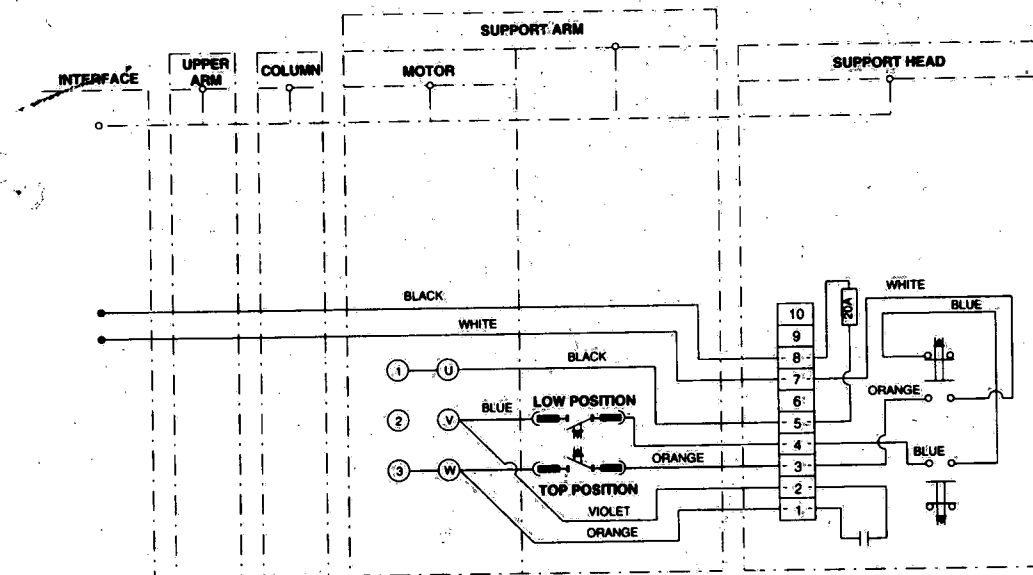 SUPPORT ARM
INTERFACE
UPPER
ARM
COLUMN
MOTOR
SUPPORT HEAD
BLACK
WHITE
20A
WHITE
BLUE
10
9
8
7
6
5
4
3
2
1
1 U
BLACK
ORANGE
2 V
BLUE
LOW POSITION
BLUE
3 W
ORANGE
TOP POSITION
VIOLET
ORANGE